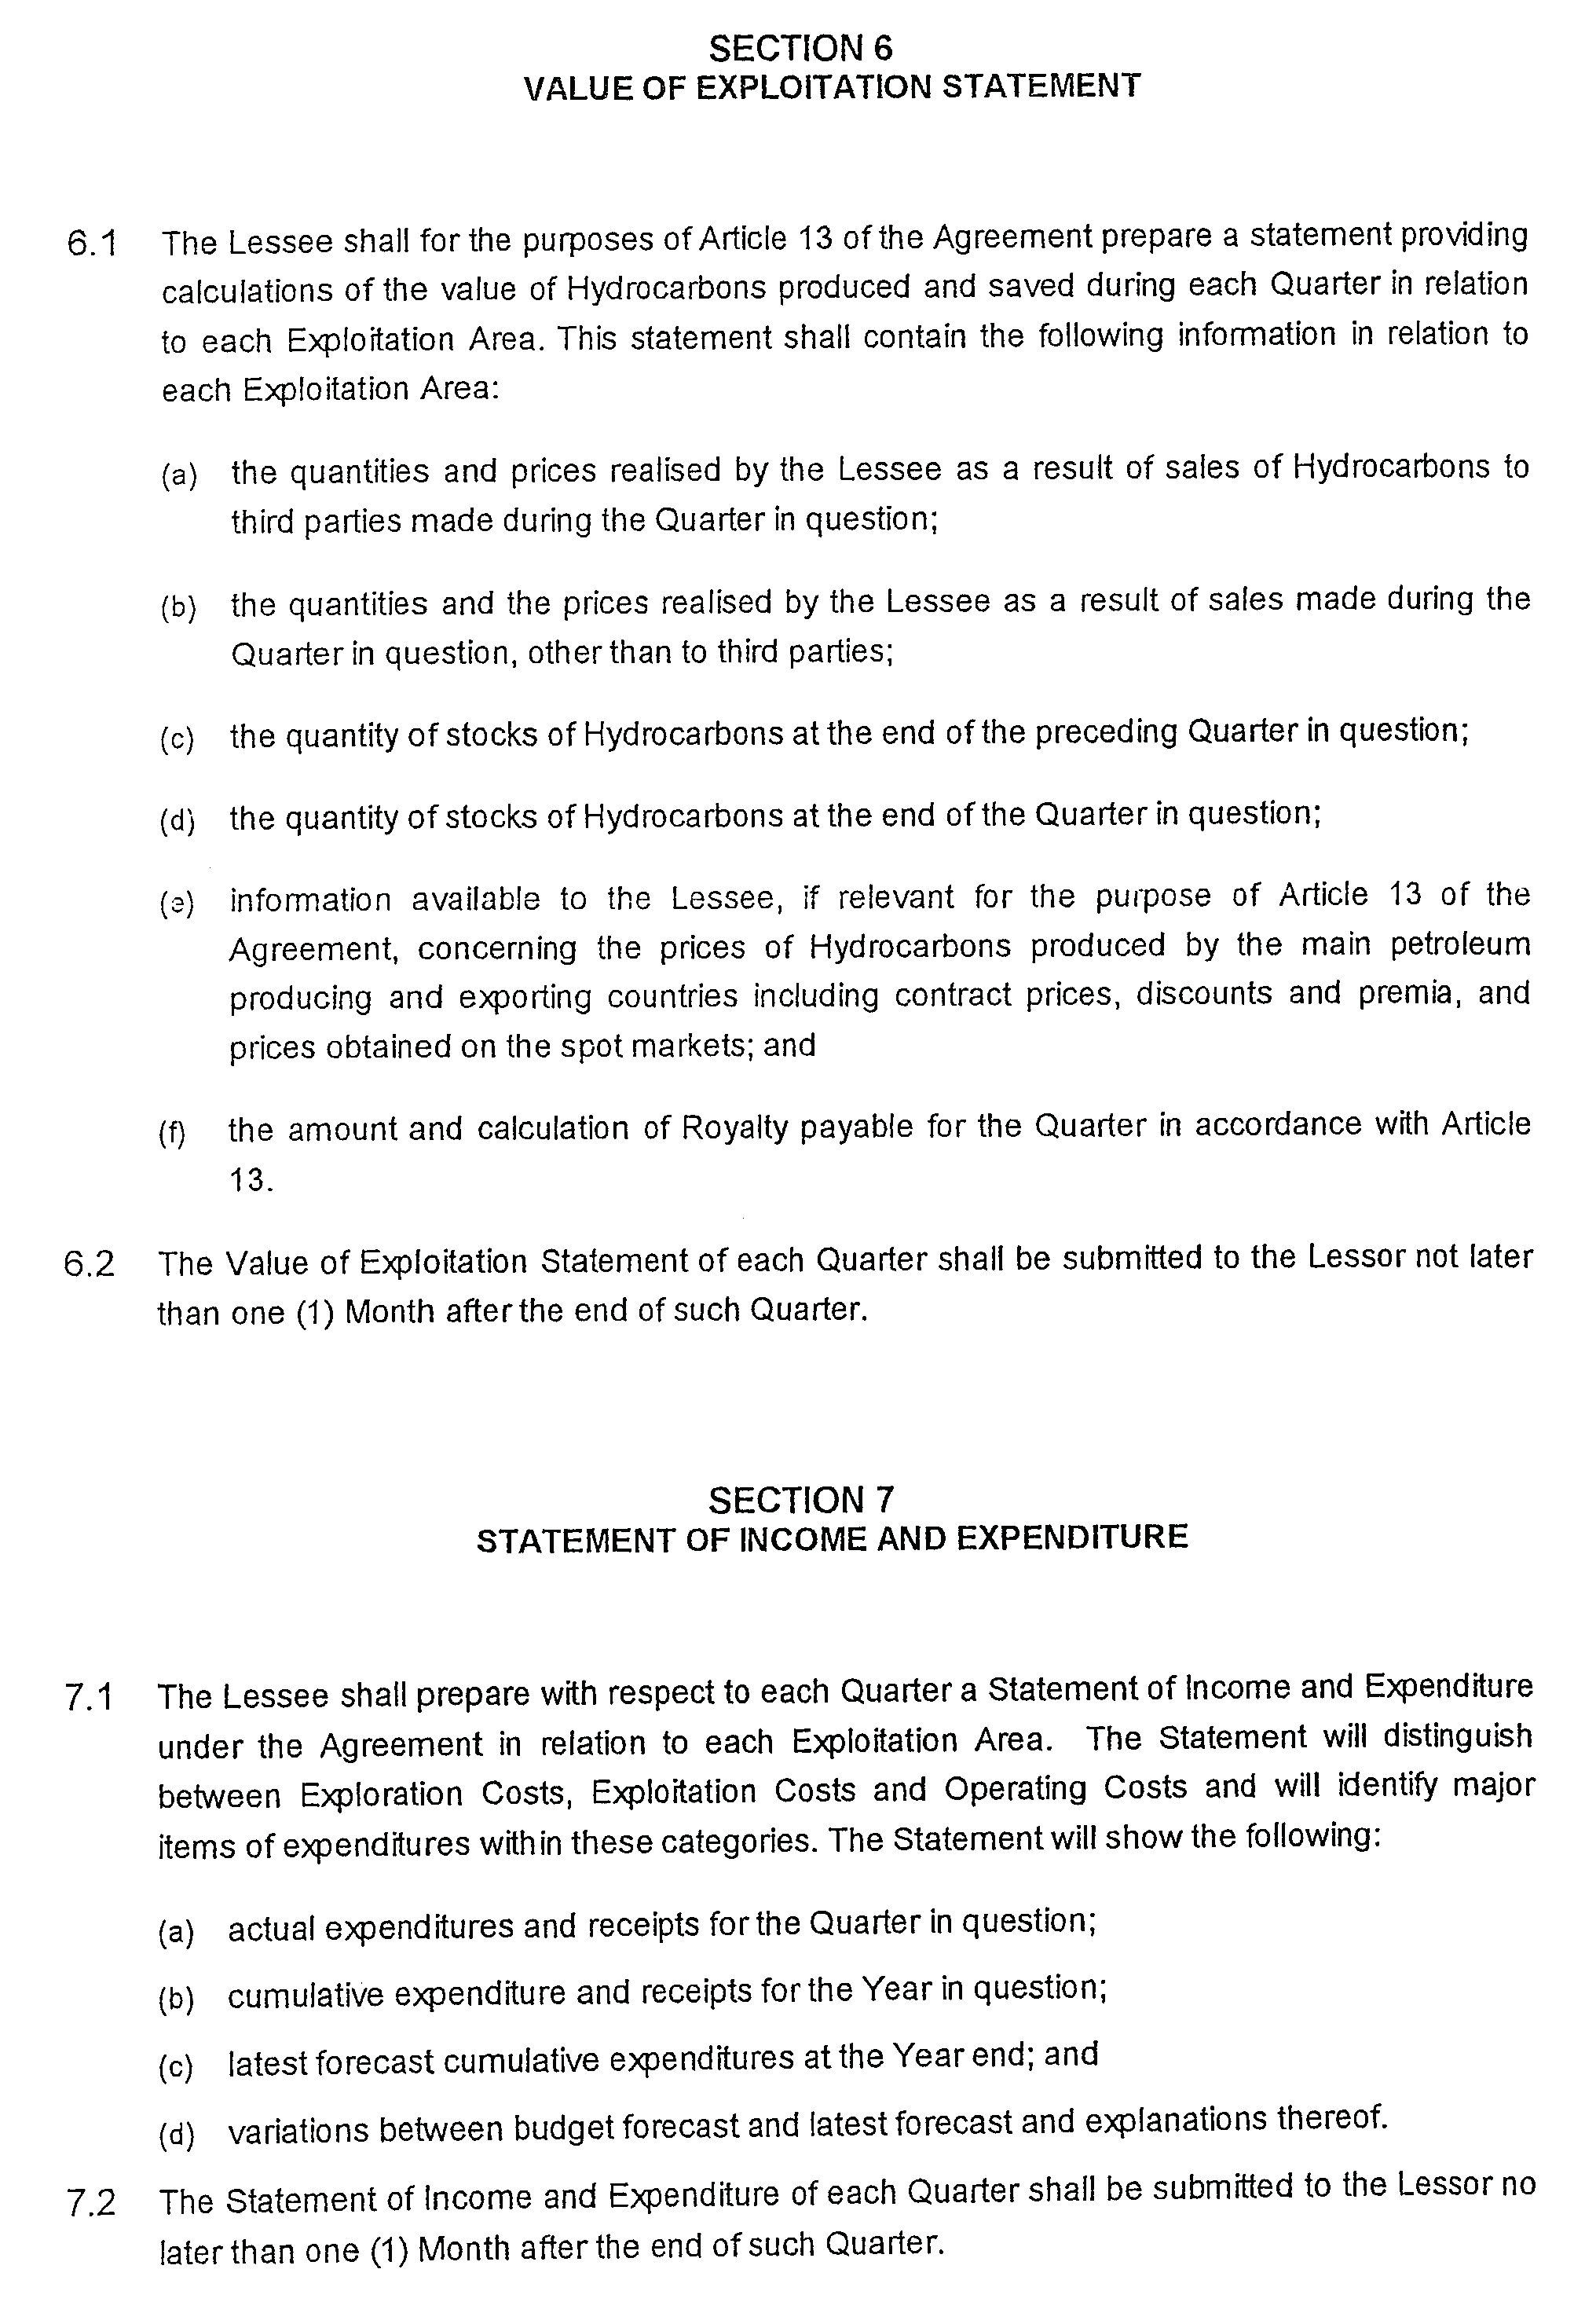 SECTION 6
VALUE OF EXPLOITATION STATEMENT
6.1 The Lessee shall for the purposes of Article 13 of the Agreement prepare a statement providing
calculations of the value of Hydrocarbons produced and saved during each Quarter in relation
to each Exploitation Area. This statement shall contain the following information in relation to
each Exploitation Area:
(a) the quantities and prices realised by the Lessee as a result of sales of Hydrocarbons to
third parties made during the Quarter in question;
(b) the quantities and the prices realised by the Lessee as a result of sales made during the
Quarter in question, other than to third parties;
(c) the quantity of stocks of Hydrocarbons at the end of the preceding Quarter in question;
(d) the quantity of stocks of Hydrocarbons at the end of the Quarter in question;
(e) information available to the Lessee, if relevant for the purpose of Article 13 of the
Agreement, concerning the prices of Hydrocarbons produced by the main petroleum
producing and exporting countries including contract prices, discounts and premia, and
prices obtained on the spot markets; and
(f) the amount and calculation of Royalty payable for the Quarter in accordance with Article
13.
6.2 The Value of Exploitation Statement of each Quarter shall be submitted to the Lessor not later
than one (1) Month after the end of such Quarter.
SECTION 7
STATEMENT OF INCOME AND EXPENDITURE
7.1 The Lessee shall prepare with respect to each Quarter a Statement of Income and Expenditure
under the Agreement in relation to each Exploitation Area. The Statement will distinguish
between Exploration Costs, Exploitation Costs and Operating Costs and will identify major
items of expenditures within these categories. The Statement will show the following:
(a) actual expenditures and receipts for the Quarter in question;
(b) cumulative expenditure and receipts for the Year in question;
(c) latest forecast cumulative expenditures at the Year end; and
(d) variations between budget forecast and latest forecast and explanations thereof.
7.2 The Statement of Income and Expenditure of each Quarter shall be submitted to the Lessor no
later than one (1) Month after the end of such Quarter.